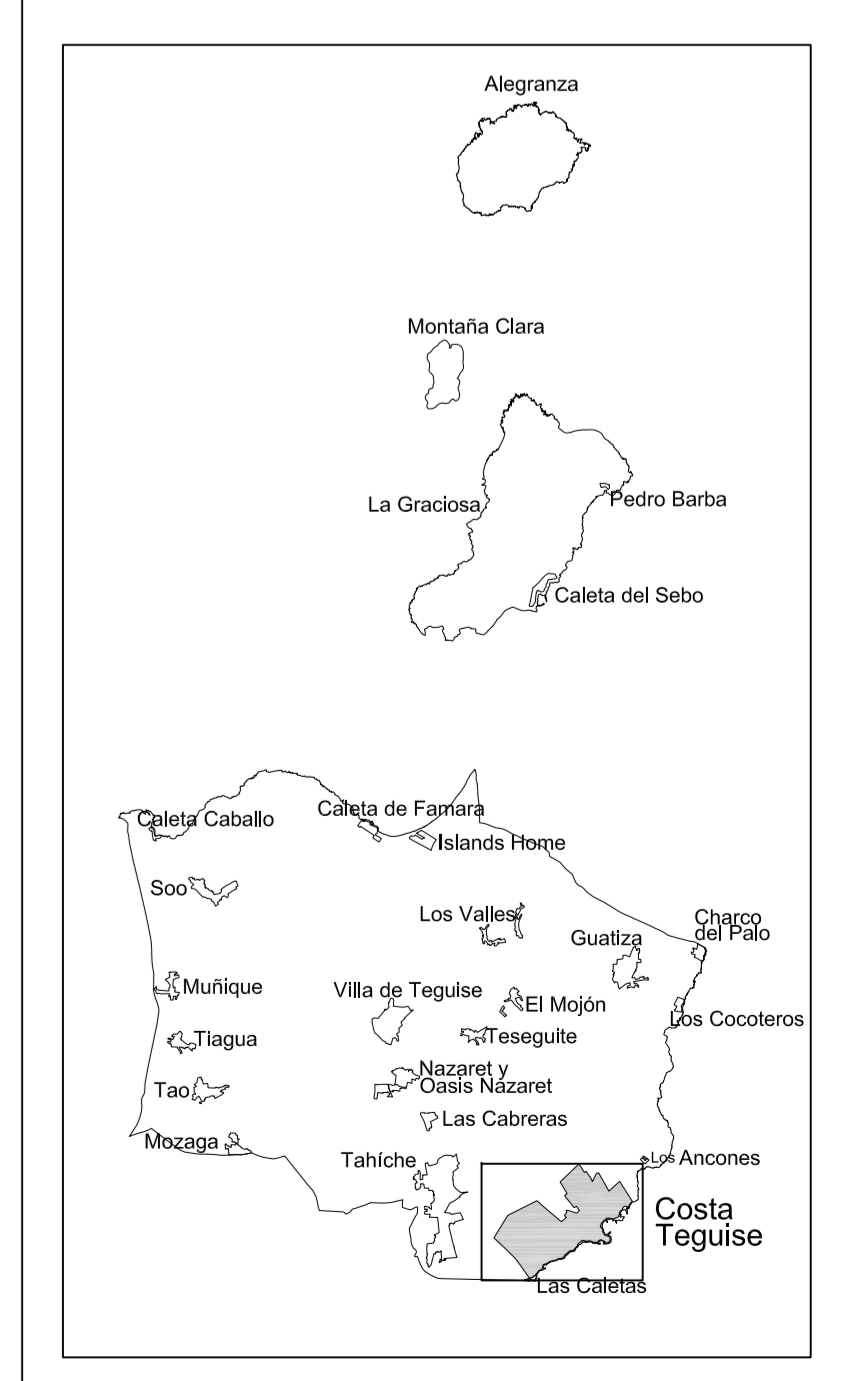 Alegranza
Montaña Clara
La Graciosa
Pedro Barba
Caleta del Sebo
Caleta Caballo
Caleta de Famara
Islands Home
Soo
Los Valles
Guatiza
Charco
del Palo
Muñique
Villa de Teguise
El Mojón
Los Cocoteros
Tiagua
Teseguite
Nazaret y
Oasis Nazaret
Tao
Las Cabreras
Mozaga
Tahíche
Los Ancones
Costa
Teguise
Las Caletas